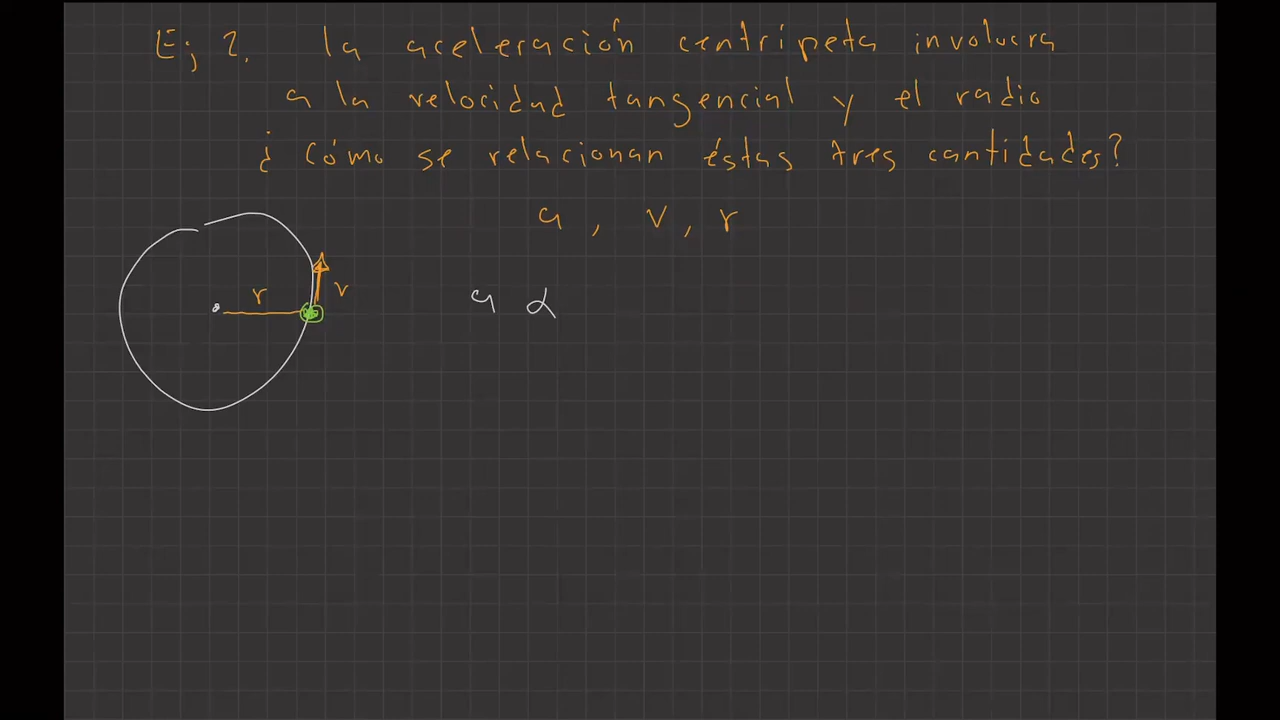 Ej 2. la aceleración centrípeta involucra
a la velocidad tangencial y el radio
¿ Cómo se relacionan éstas tres cantidades?
a , v , r
r
v
a α